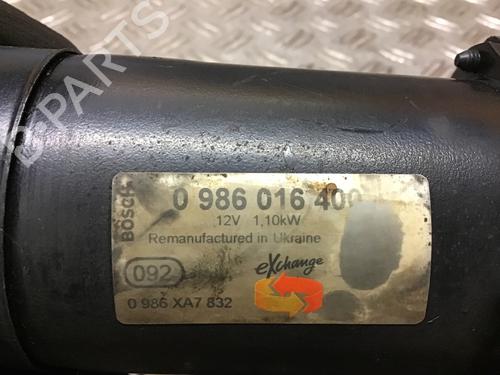 B PARTS
BOSCH
0 986 016 400
12V 1,10kW
Remanufactured in Ukraine
092
eXchange
0 986 XA7 832